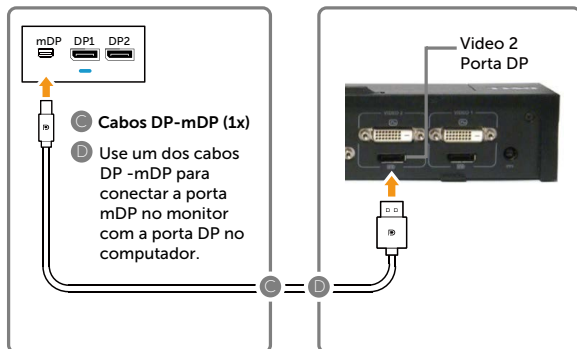 mDP DP1 DP2
C Cabos DP-mDP (1x)
D Use um dos cabos
DP -mDP para
conectar a porta
mDP no monitor
com a porta DP no
computador.
C
D
Video 2
Porta DP